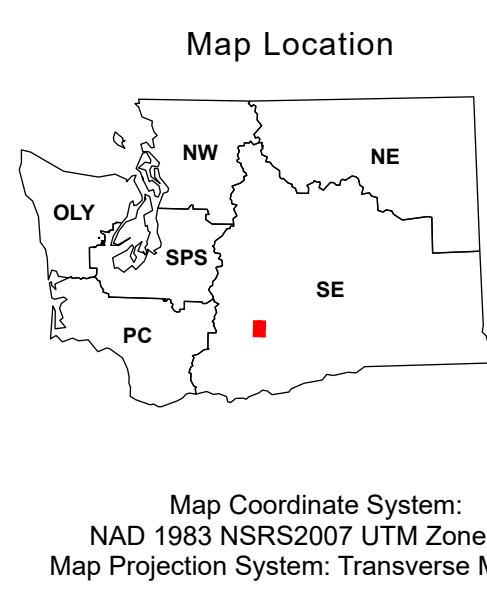 Map Location
NW
NE
OLY
SPS
SE
PC
Map Coordinate System:
NAD 1983 NSRS2007 UTM Zone
Map Projection System: Transverse